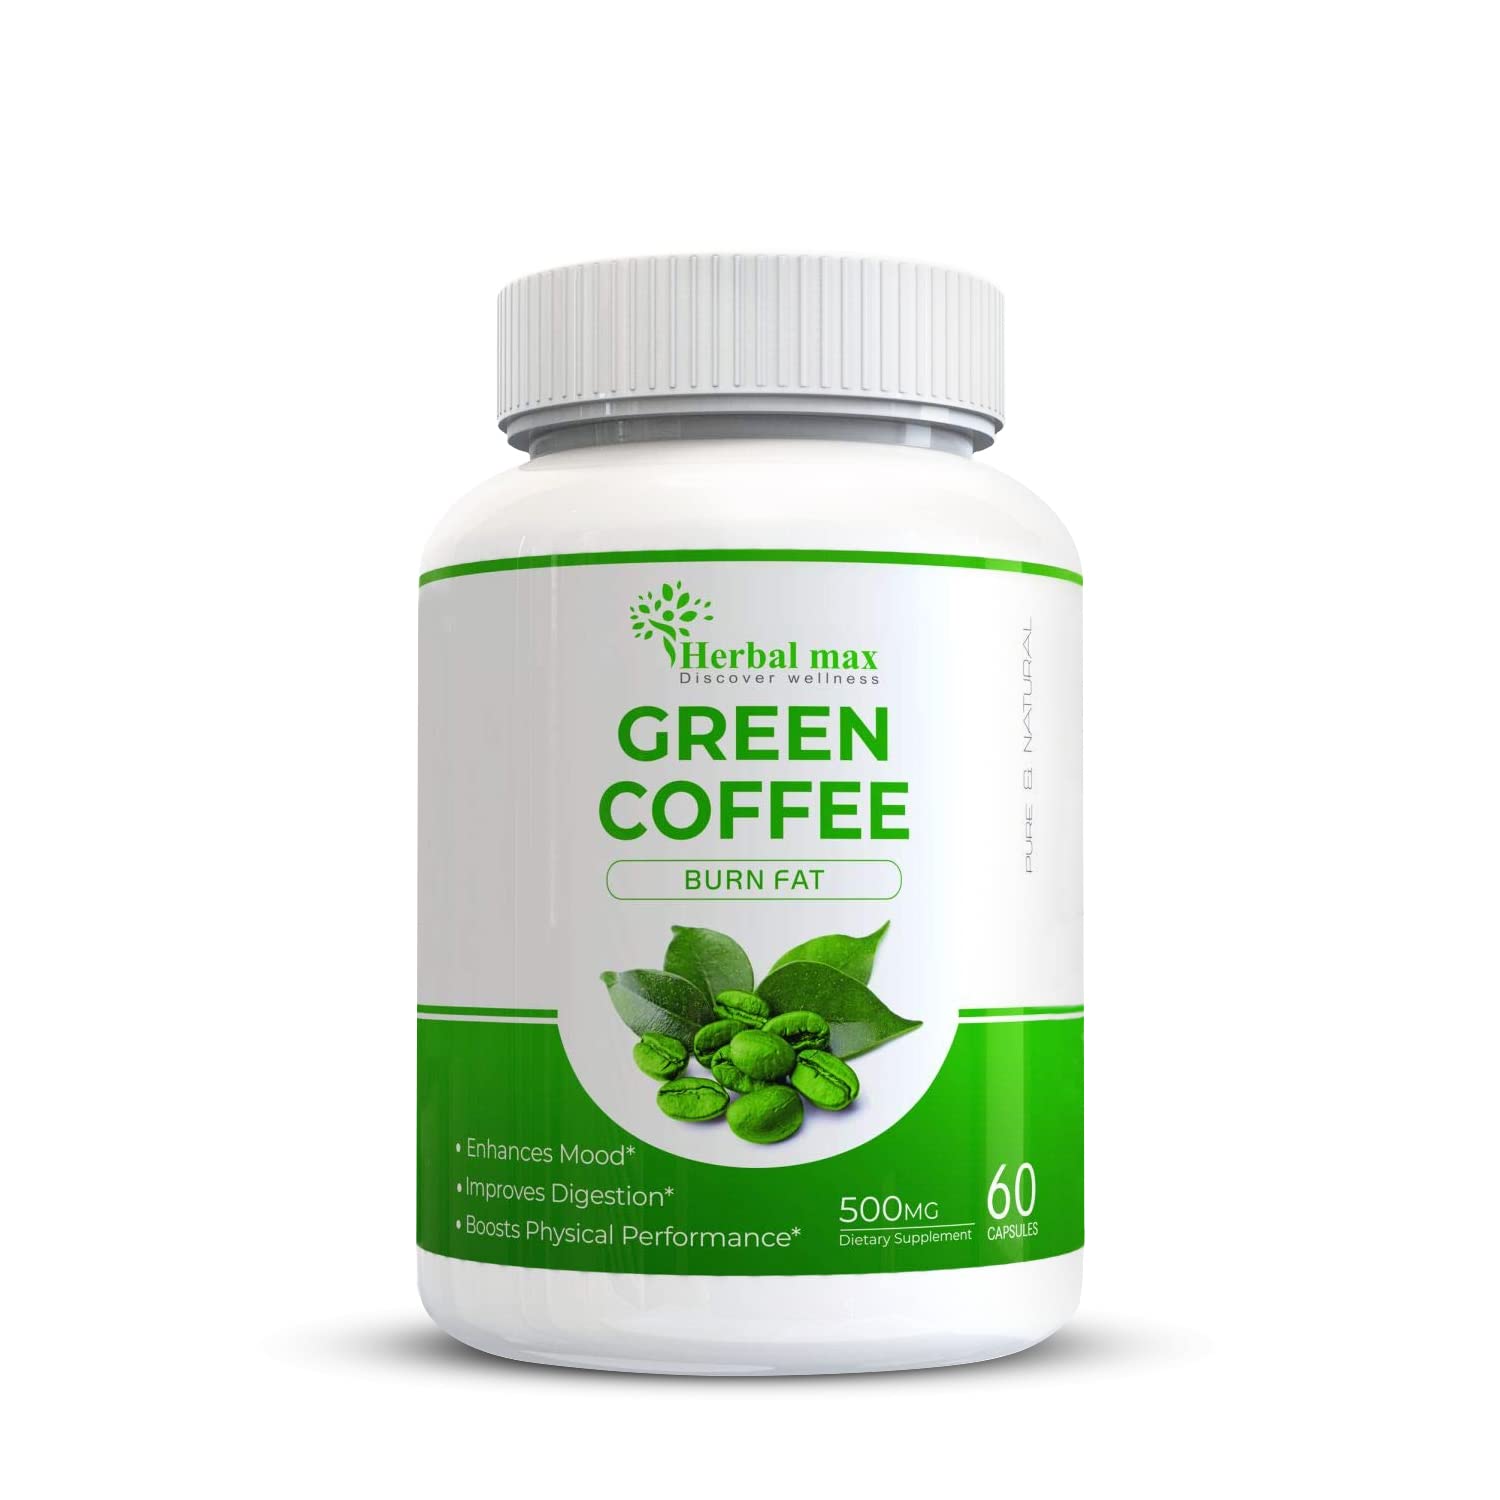 Herbal max
Discover wellness
GREEN
COFFEE
BURN FAT
PURE & NATURAL
• Enhances Mood*
• Improves Digestion*
• Boosts Physical Performance*
500MG
Dietary Supplement
60
CAPSULES